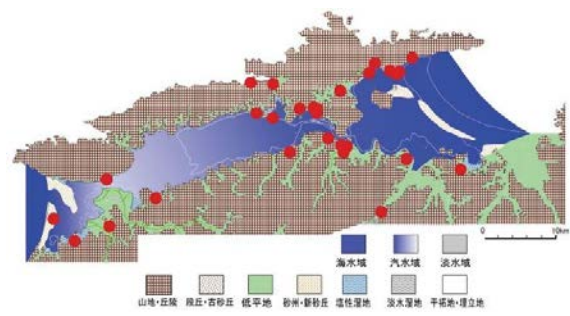 0 10km
海水域 汽水域 淡水域
山地・丘陵 段丘・古砂丘 低平地 砂州・新砂丘 塩性湿地 淡水湿地 干拓地・埋立地